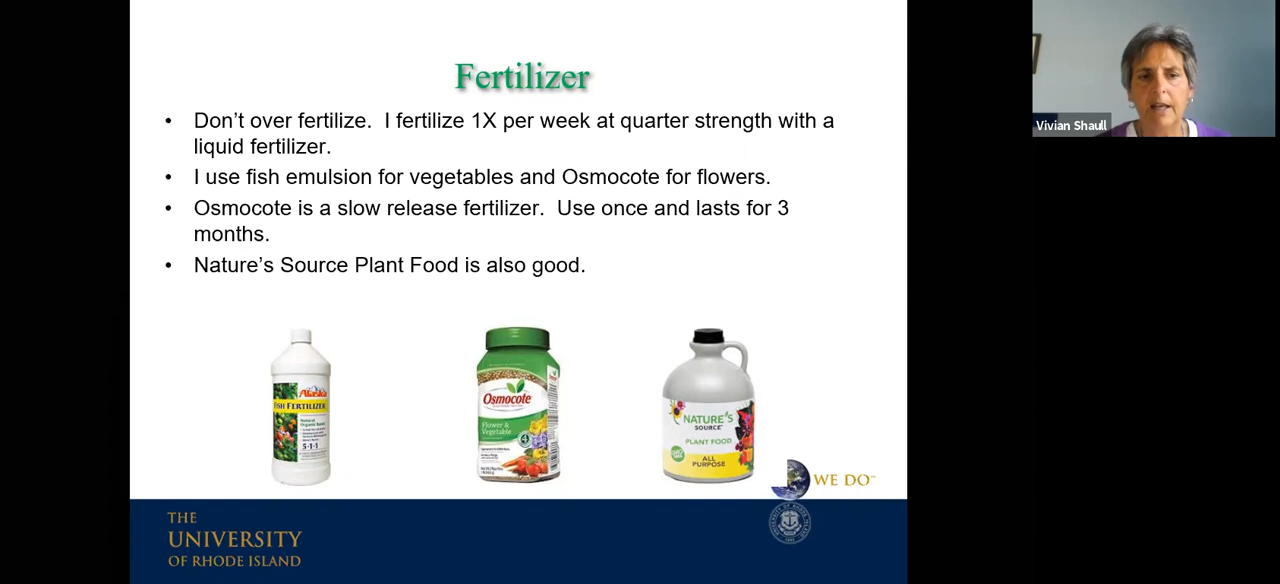 Fertilizer
• Don't over fertilize.  I fertilize 1X per week at quarter strength with a
liquid fertilizer.
• I use fish emulsion for vegetables and Osmocote for flowers.
• Osmocote is a slow release fertilizer.  Use once and lasts for 3
months.
• Nature's Source Plant Food is also good.
Alaska
FISH FERTILIZER
5-1-1
Osmocote
Flower &
Vegetable
NATURE'S
SOURCE
PLANT FOOD
ALL
PURPOSE
WE DO™
THE
UNIVERSITY
OF RHODE ISLAND
Vivian Shaull